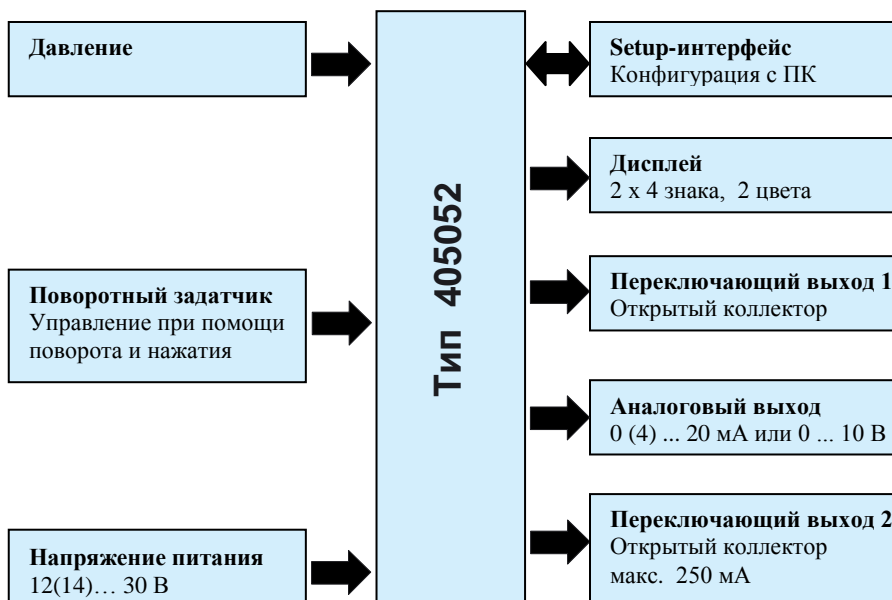 Давление
Поворотный задатчик
Управление при помощи
поворота и нажатия
Напряжение питания
12(14)… 30 В
Тип 405052
Setup-интерфейс
Конфигурация с ПК
Дисплей
2 x 4 знака, 2 цвета
Переключающий выход 1
Открытый коллектор
Аналоговый выход
0 (4) ... 20 мА или 0 ... 10 В
Переключающий выход 2
Открытый коллектор
макс. 250 мА